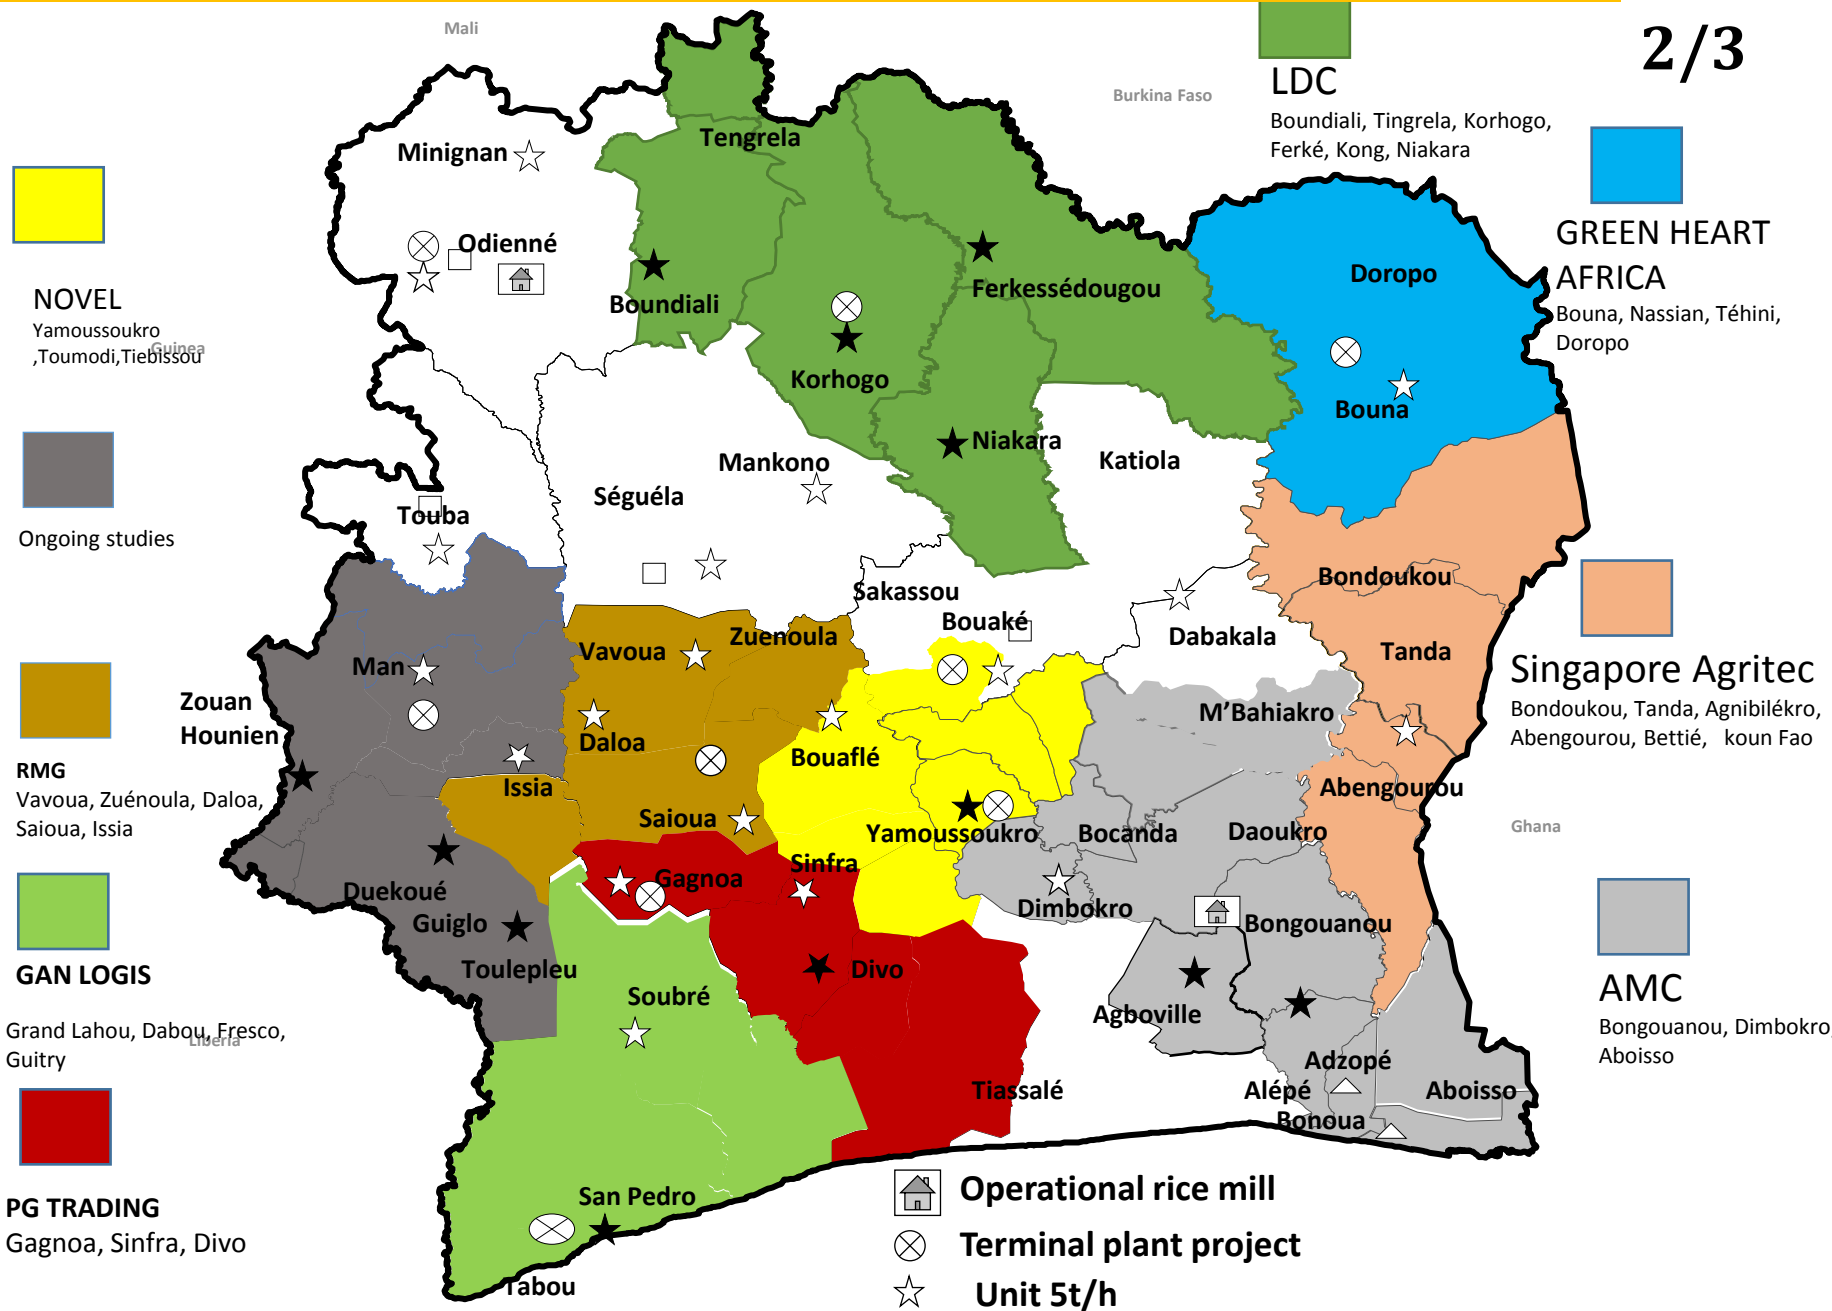 2/3
Mali
Burkina Faso
Guinea
Liberia
Ghana
NOVEL
Yamoussoukro
,Toumodi,Tiebissou
Ongoing studies
RMG
Vavoua, Zuénoula, Daloa,
Saioua, Issia
GAN LOGIS
Grand Lahou, Dabou, Fresco,
Guitry
PG TRADING
Gagnoa, Sinfra, Divo
LDC
Boundiali, Tingrela, Korhogo,
Ferké, Kong, Niakara
GREEN HEART
AFRICA
Bouna, Nassian, Téhini,
Doropo
Singapore Agritec
Bondoukou, Tanda, Agnibilékro,
Abengourou, Bettié, koun Fao
AMC
Bongouanou, Dimbokro,
Aboisso
Tengrela
Minignan
Odienné
Boundiali
Ferkessédougou
Doropo
Korhogo
Bouna
Niakara
Katiola
Mankono
Séguéla
Touba
Bondoukou
Sakassou
Bouaké
Dabakala
Tanda
Vavoua
Zuenoula
Man
Zouan
Hounien
M'Bahiakro
Daloa
Bouaflé
Issia
Abengourou
Saioua
Yamoussoukro
Bocanda
Daoukro
Sinfra
Gagnoa
Duekoué
Dimbokro
Guiglo
Bongouanou
Toulepleu
Divo
Soubré
Agboville
Adzopé
Tiassalé
Alépé
Aboisso
Bonoua
San Pedro
Tabou
Operational rice mill
Terminal plant project
Unit 5t/h